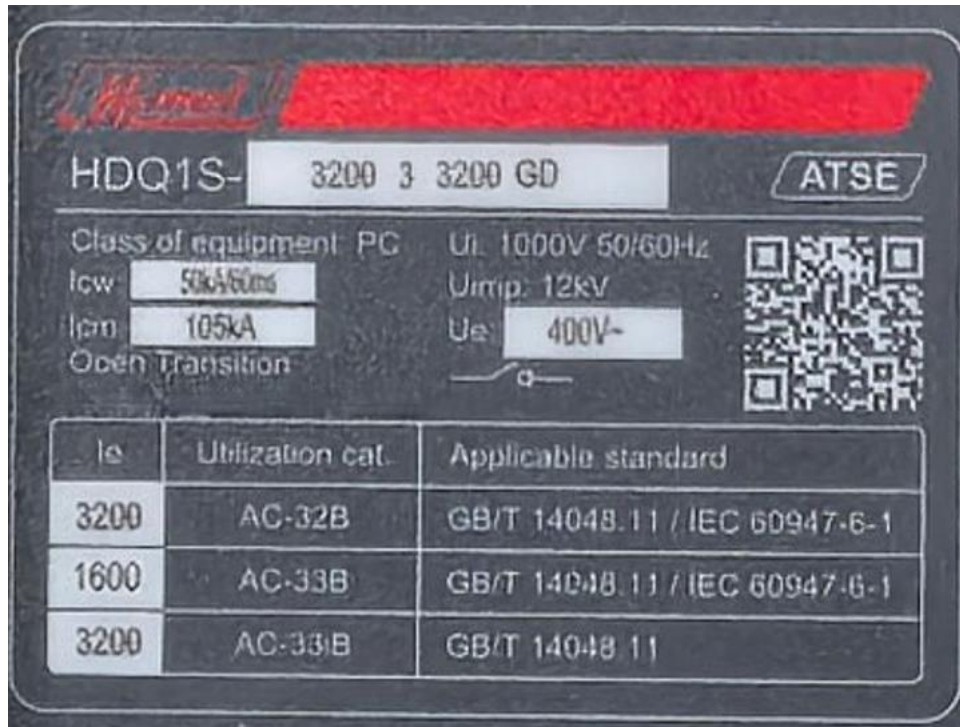 HDQ1S- 3200 3 3200 GD
ATSE
Class of equipment: PC
Icw 50kA/60ms
Icm 105kA
Open Transition
Ui: 1000V 50/60Hz
Uimp: 12kV
Ue: 400V~
Ie Utilization cat. Applicable standard
3200 AC-32B GB/T 14048.11 / IEC 60947-6-1
1600 AC-33B GB/T 14048.11 / IEC 60947-6-1
3200 AC-33iB GB/T 14048.11